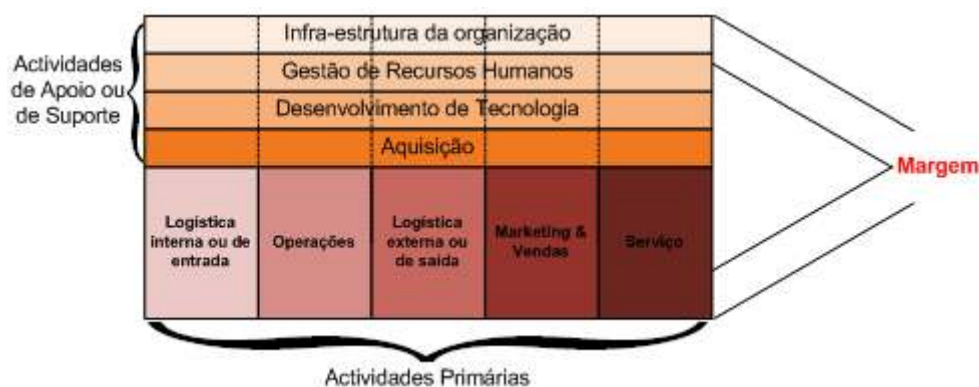 Infra-estrutura da organização
Gestão de Recursos Humanos
Desenvolvimento de Tecnologia
Aquisição
Actividades
de Apoio ou
de Suporte
Logística
interna ou de
entrada
Operações
Logística
externa ou
de saída
Marketing &
Vendas
Serviço
Margem
Actividades Primárias